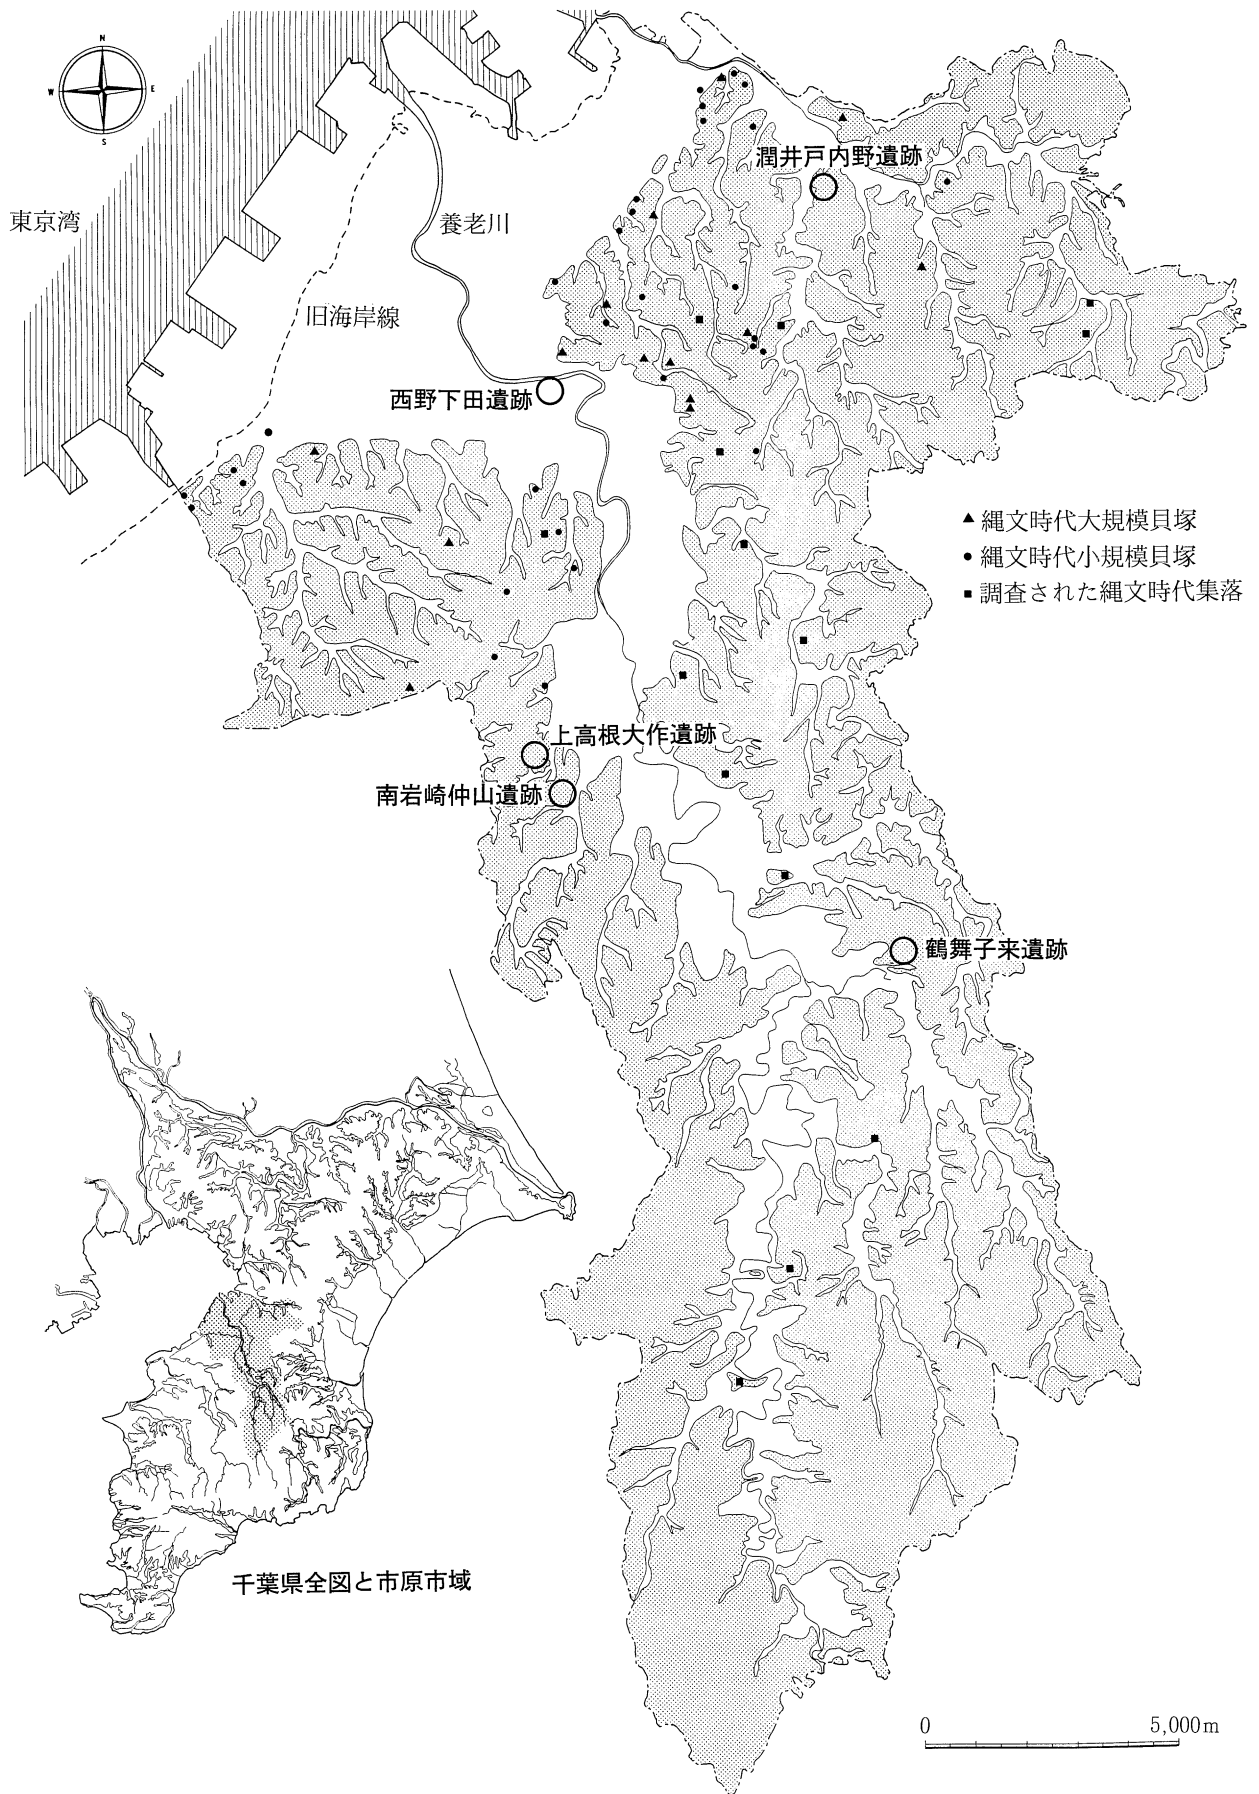 N
W
E
S
東京湾
養老川
旧海岸線
潤井戸内野遺跡
西野下田遺跡
▲縄文時代大規模貝塚
●縄文時代小規模貝塚
■調査された縄文時代集落
上高根大作遺跡
南岩崎仲山遺跡
鶴舞子来遺跡
千葉県全図と市原市域
0 5,000m